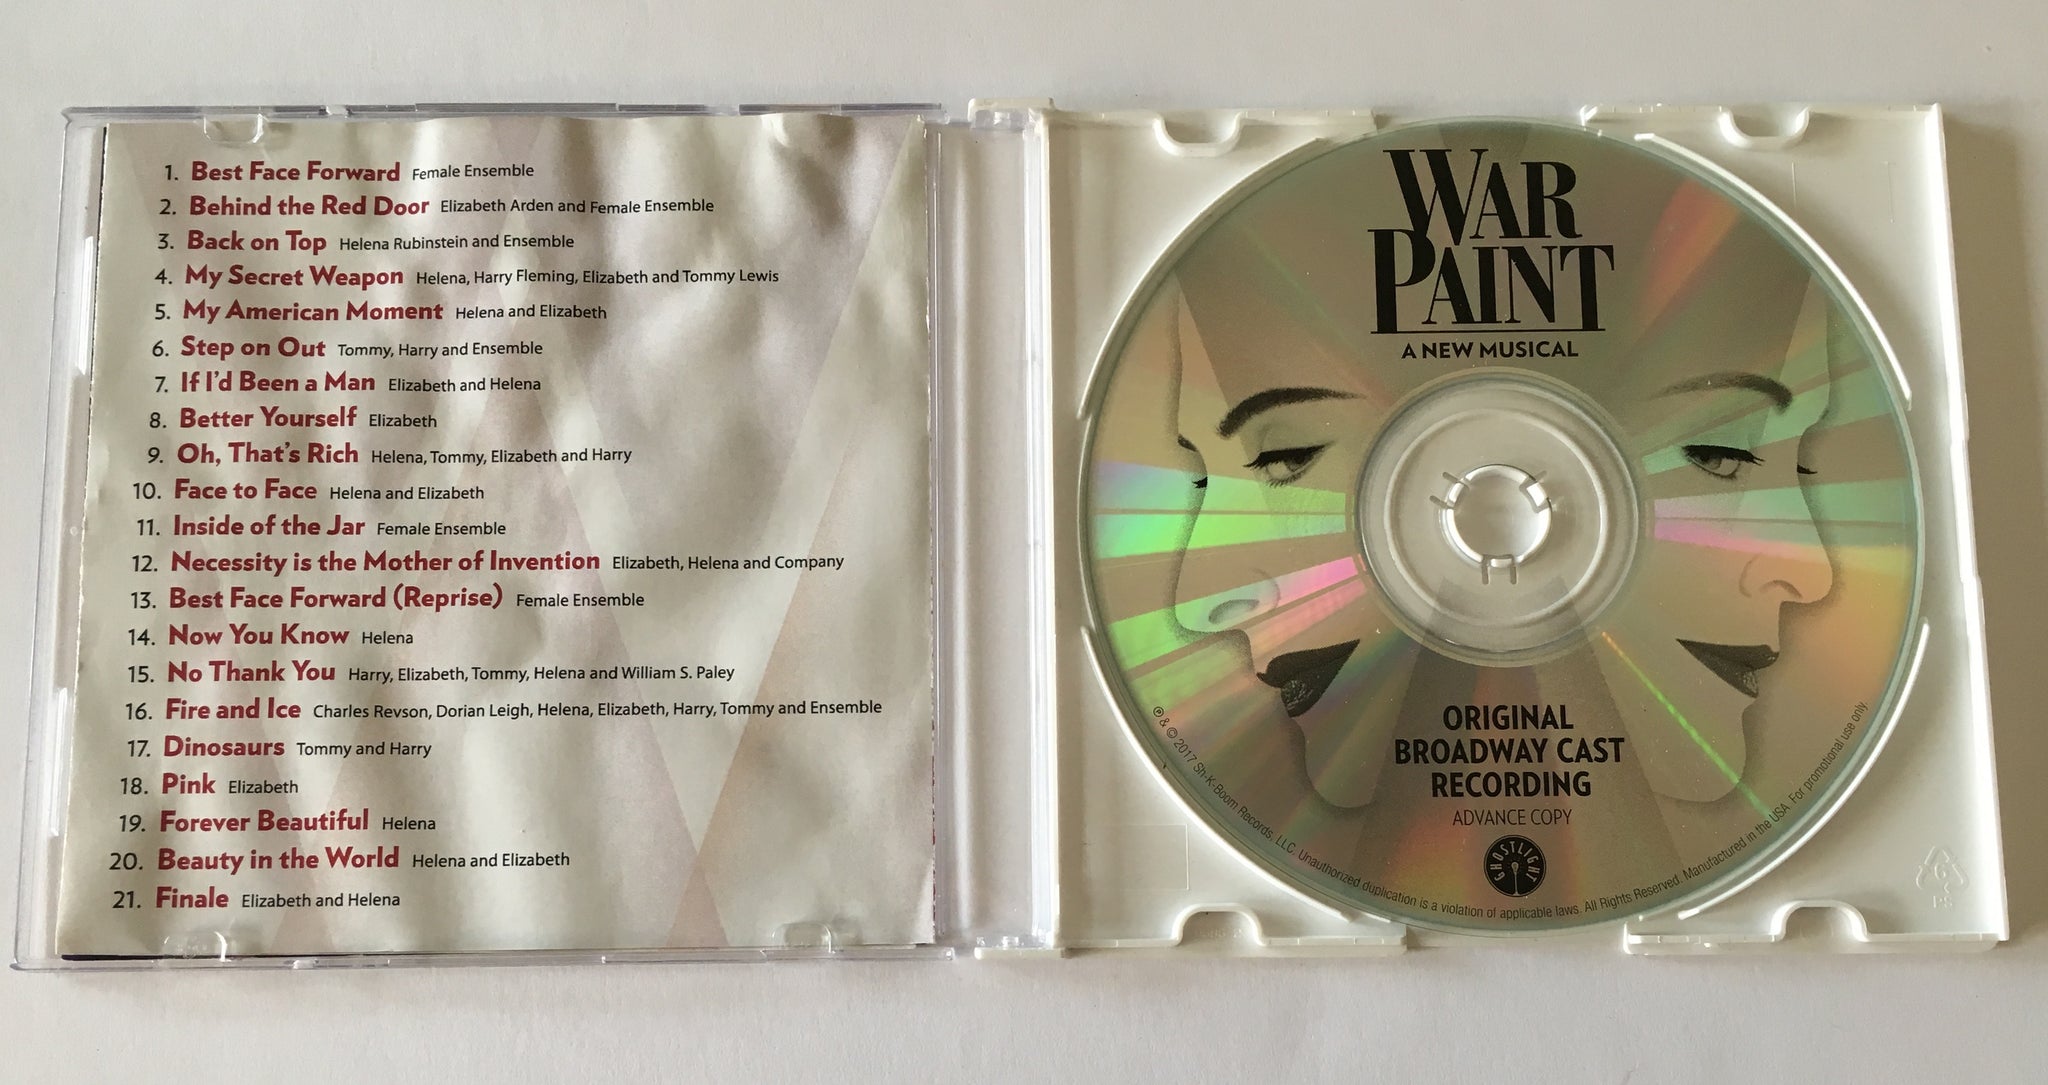 1. Best Face Forward Female Ensemble
2. Behind the Red Door Elizabeth Arden and Female Ensemble
3. Back on Top Helena Rubinstein and Ensemble
4. My Secret Weapon Helena, Harry Fleming, Elizabeth and Tommy Lewis
5. My American Moment Helena and Elizabeth
6. Step on Out Tommy, Harry and Ensemble
7. If I'd Been a Man Elizabeth and Helena
8. Better Yourself Elizabeth
9. Oh, That's Rich Helena, Tommy, Elizabeth and Harry
10. Face to Face Helena and Elizabeth
11. Inside of the Jar Female Ensemble
12. Necessity is the Mother of Invention Elizabeth, Helena and Company
13. Best Face Forward (Reprise) Female Ensemble
14. Now You Know Helena
15. No Thank You Harry, Elizabeth, Tommy, Helena and William S. Paley
16. Fire and Ice Charles Revson, Dorian Leigh, Helena, Elizabeth, Harry, Tommy and Ensemble
17. Dinosaurs Tommy and Harry
18. Pink Elizabeth
19. Forever Beautiful Helena
20. Beauty in the World Helena and Elizabeth
21. Finale Elizabeth and Helena
WAR
PAINT
A NEW MUSICAL
ORIGINAL
BROADWAY CAST
RECORDING
ADVANCE COPY
GHOSTLIGHT
℗ & © 2017 Sh-K-Boom Records, LLC. Unauthorized duplication is a violation of applicable laws. All Rights Reserved. Manufactured in the USA. For promotional use only.
6
PS